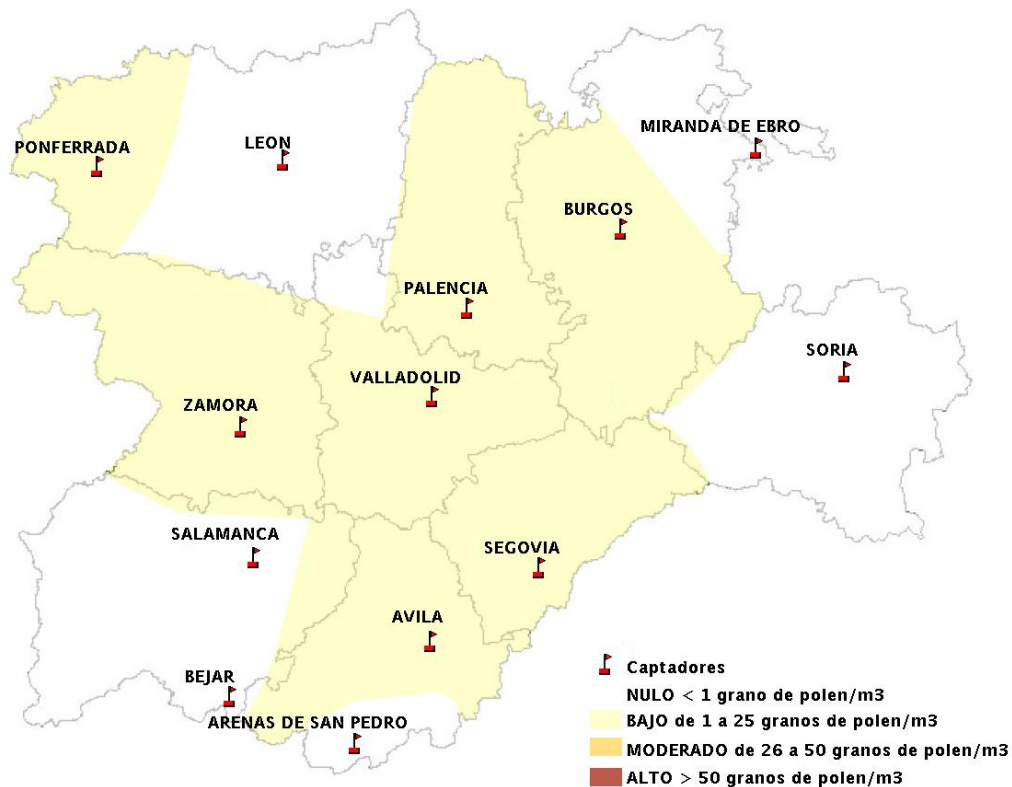 MIRANDA DE EBRO
PONFERRADA
LEON
BURGOS
PALENCIA
SORIA
VALLADOLID
ZAMORA
SALAMANCA
SEGOVIA
AVILA
BEJAR
ARENAS DE SAN PEDRO
Captadores
NULO < 1 grano de polen/m3
BAJO de 1 a 25 granos de polen/m3
MODERADO de 26 a 50 granos de polen/m3
ALTO > 50 granos de polen/m3